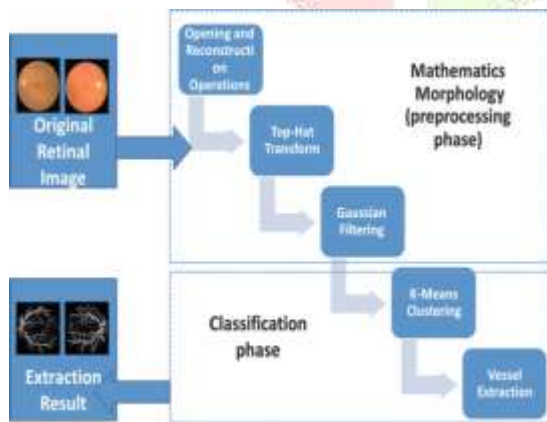 Opening and
Reconstructi
on
Operations
Mathematics
Morphology
(preprocessing
phase)
Original
Retinal
Image
Top-Hat
Transform
Gaussian
Filtering
K-Means
Clustering
Classification
phase
Extraction
Result
Vessel
Extraction